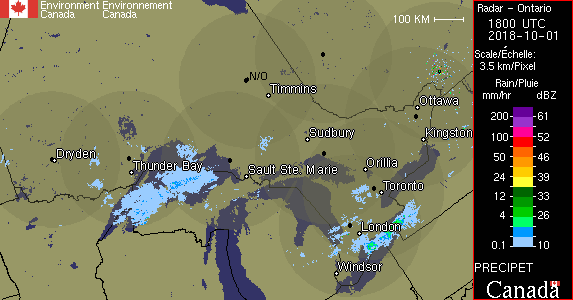 Environment Environnement
Canada Canada
100 KM
N/O
Timmins
Ottawa
Sudbury
Kingston
Dryden
Thunder Bay
Sault Ste. Marie
Orillia
Toronto
London
Windsor
Radar - Ontario
1800 UTC
2018-10-01
Scale/Échelle:
3.5 km/Pixel
Rain/Pluie
mm/hr dBZ
200 61
100 52
50 46
24 39
12 33
4 26
0.1 10
PRECIPET
Canada